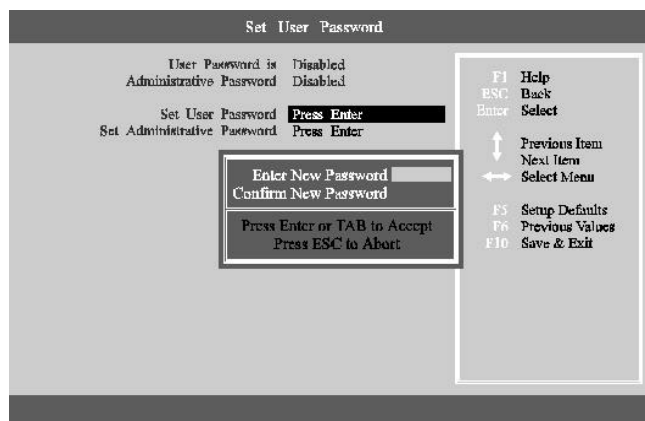 Set User Password
User Password is Disabled
Administrative Password Disabled
Set User Password Press Enter
Set Administrative Password Press Enter
Enter New Password
Confirm New Password
Press Enter or TAB to Accept
Press ESC to Abort
F1 Help
ESC Back
Enter Select
Previous Item
Next Item
Select Menu
F5 Setup Defaults
F6 Previous Values
F10 Save & Exit